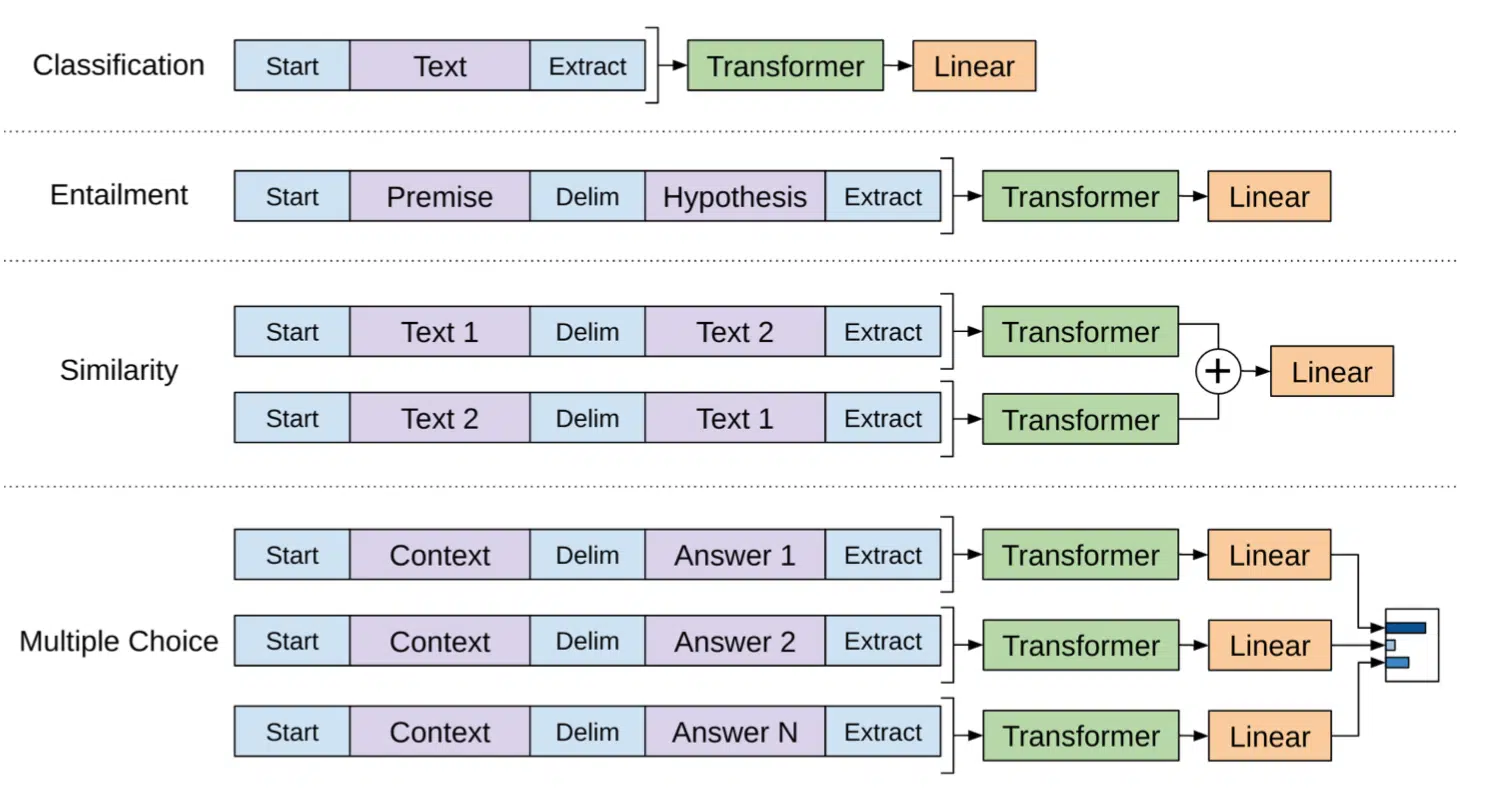 Classification Start Text Extract Transformer Linear
Entailment Start Premise Delim Hypothesis Extract Transformer Linear
Start Text 1 Delim Text 2 Extract Transformer
Similarity + Linear
Start Text 2 Delim Text 1 Extract Transformer
Start Context Delim Answer 1 Extract Transformer Linear
Multiple Choice Start Context Delim Answer 2 Extract Transformer Linear
Start Context Delim Answer N Extract Transformer Linear